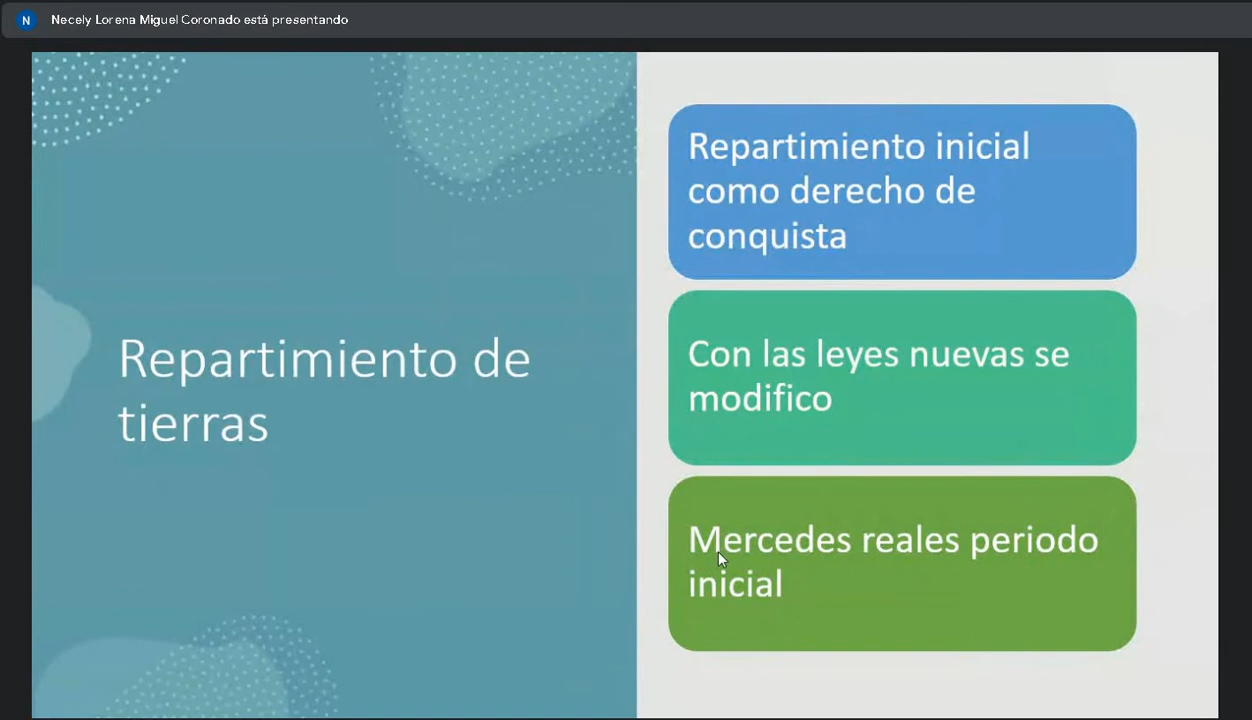 N
Necely Lorena Miguel Coronado está presentando
Repartimiento de
tierras
Repartimiento inicial
como derecho de
conquista
Con las leyes nuevas se
modifico
Mercedes reales periodo
inicial